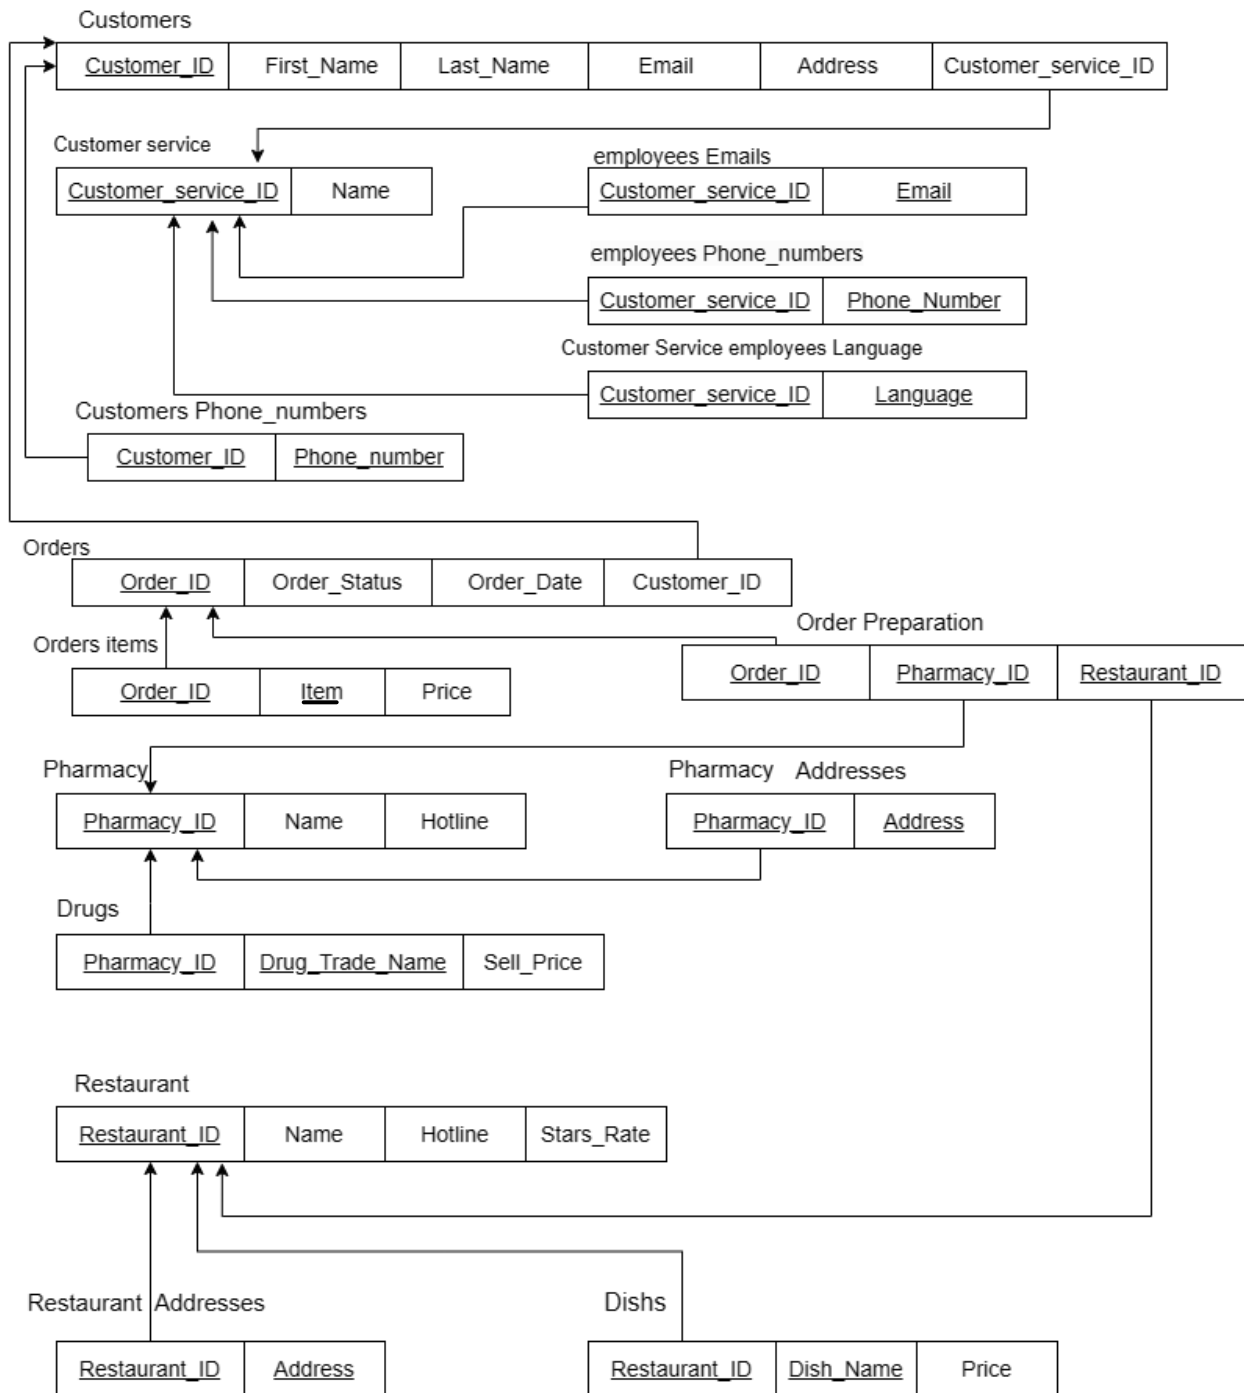 Customers
Customer_ID First_Name Last_Name Email Address Customer_service_ID
Customer service
Customer_service_ID Name
employees Emails
Customer_service_ID Email
employees Phone_numbers
Customer_service_ID Phone_Number
Customer Service employees Language
Customer_service_ID Language
Customers Phone_numbers
Customer_ID Phone_number
Orders
Order_ID Order_Status Order_Date Customer_ID
Orders items
Order_ID Item Price
Order Preparation
Order_ID Pharmacy_ID Restaurant_ID
Pharmacy
Pharmacy_ID Name Hotline
Pharmacy Addresses
Pharmacy_ID Address
Drugs
Pharmacy_ID Drug_Trade_Name Sell_Price
Restaurant
Restaurant_ID Name Hotline Stars_Rate
Restaurant Addresses
Restaurant_ID Address
Dishs
Restaurant_ID Dish_Name Price